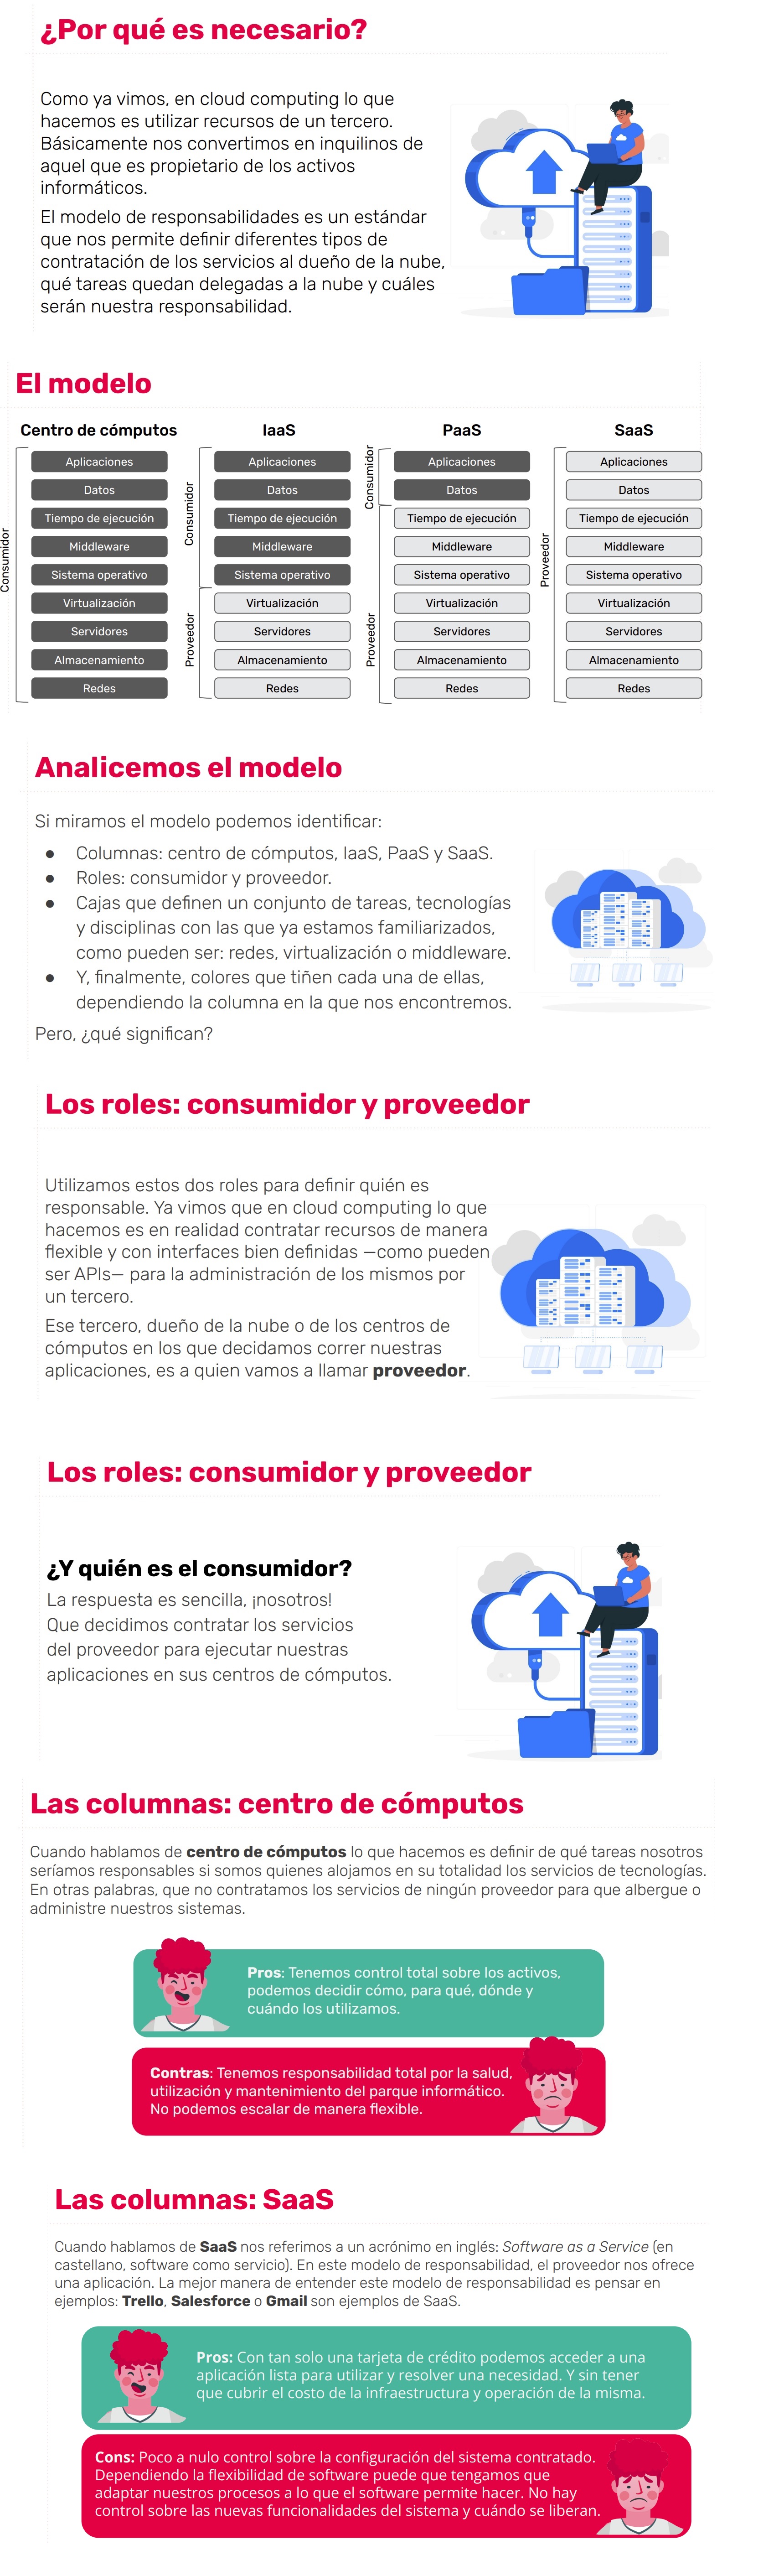 ¿Por qué es necesario?
Como ya vimos, en cloud computing lo que
hacemos es utilizar recursos de un tercero.
Básicamente nos convertimos en inquilinos de
aquel que es propietario de los activos
informáticos.
El modelo de responsabilidades es un estándar
que nos permite definir diferentes tipos de
contratación de los servicios al dueño de la nube,
qué tareas quedan delegadas a la nube y cuáles
serán nuestra responsabilidad.
El modelo
Centro de cómputos
Consumidor
Aplicaciones
Datos
Tiempo de ejecución
Middleware
Sistema operativo
Virtualización
Servidores
Almacenamiento
Redes
IaaS
Consumidor
Proveedor
Aplicaciones
Datos
Tiempo de ejecución
Middleware
Sistema operativo
Virtualización
Servidores
Almacenamiento
Redes
PaaS
Consumidor
Proveedor
Aplicaciones
Datos
Tiempo de ejecución
Middleware
Sistema operativo
Virtualización
Servidores
Almacenamiento
Redes
SaaS
Proveedor
Aplicaciones
Datos
Tiempo de ejecución
Middleware
Sistema operativo
Virtualización
Servidores
Almacenamiento
Redes
Analicemos el modelo
Si miramos el modelo podemos identificar:
● Columnas: centro de cómputos, IaaS, PaaS y SaaS.
● Roles: consumidor y proveedor.
● Cajas que definen un conjunto de tareas, tecnologías
y disciplinas con las que ya estamos familiarizados,
como pueden ser: redes, virtualización o middleware.
● Y, finalmente, colores que tiñen cada una de ellas,
dependiendo la columna en la que nos encontremos.
Pero, ¿qué significan?
Los roles: consumidor y proveedor
Utilizamos estos dos roles para definir quién es
responsable. Ya vimos que en cloud computing lo que
hacemos es en realidad contratar recursos de manera
flexible y con interfaces bien definidas —como pueden
ser APIs— para la administración de los mismos por
un tercero.
Ese tercero, dueño de la nube o de los centros de
cómputos en los que decidamos correr nuestras
aplicaciones, es a quien vamos a llamar proveedor.
Los roles: consumidor y proveedor
¿Y quién es el consumidor?
La respuesta es sencilla, ¡nosotros!
Que decidimos contratar los servicios
del proveedor para ejecutar nuestras
aplicaciones en sus centros de cómputos.
Las columnas: centro de cómputos
Cuando hablamos de centro de cómputos lo que hacemos es definir de qué tareas nosotros
seríamos responsables si somos quienes alojamos en su totalidad los servicios de tecnologías.
En otras palabras, que no contratamos los servicios de ningún proveedor para que albergue o
administre nuestros sistemas.
Pros: Tenemos control total sobre los activos,
podemos decidir cómo, para qué, dónde y
cuándo los utilizamos.
Contras: Tenemos responsabilidad total por la salud,
utilización y mantenimiento del parque informático.
No podemos escalar de manera flexible.
Las columnas: SaaS
Cuando hablamos de SaaS nos referimos a un acrónimo en inglés: Software as a Service (en
castellano, software como servicio). En este modelo de responsabilidad, el proveedor nos ofrece
una aplicación. La mejor manera de entender este modelo de responsabilidad es pensar en
ejemplos: Trello, Salesforce o Gmail son ejemplos de SaaS.
Pros: Con tan solo una tarjeta de crédito podemos acceder a una
aplicación lista para utilizar y resolver una necesidad. Y sin tener
que cubrir el costo de la infraestructura y operación de la misma.
Cons: Poco a nulo control sobre la configuración del sistema contratado.
Dependiendo la flexibilidad de software puede que tengamos que
adaptar nuestros procesos a lo que el software permite hacer. No hay
control sobre las nuevas funcionalidades del sistema y cuándo se liberan.